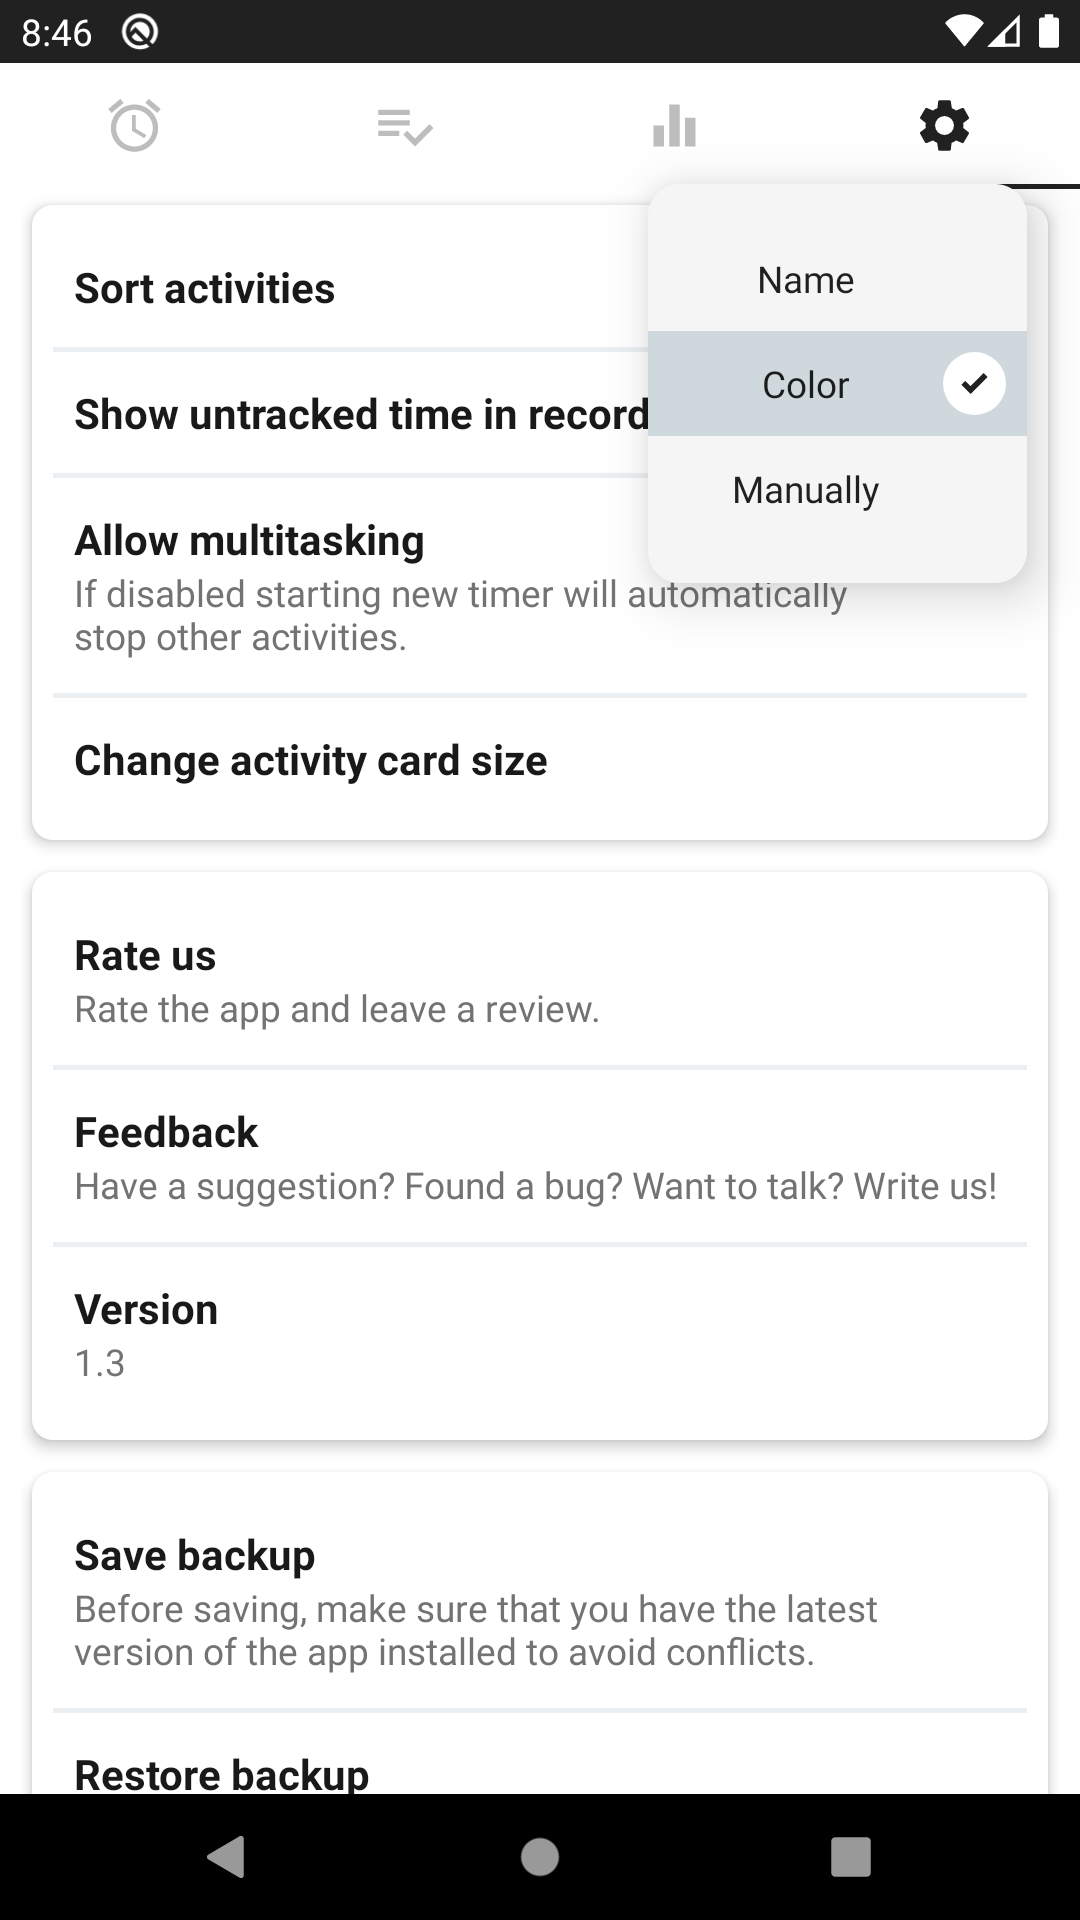 8:46
Sort activities
Name
Color
Manually
Show untracked time in record
Allow multitasking
If disabled starting new timer will automatically
stop other activities.
Change activity card size
Rate us
Rate the app and leave a review.
Feedback
Have a suggestion? Found a bug? Want to talk? Write us!
Version
1.3
Save backup
Before saving, make sure that you have the latest
version of the app installed to avoid conflicts.
Restore backup